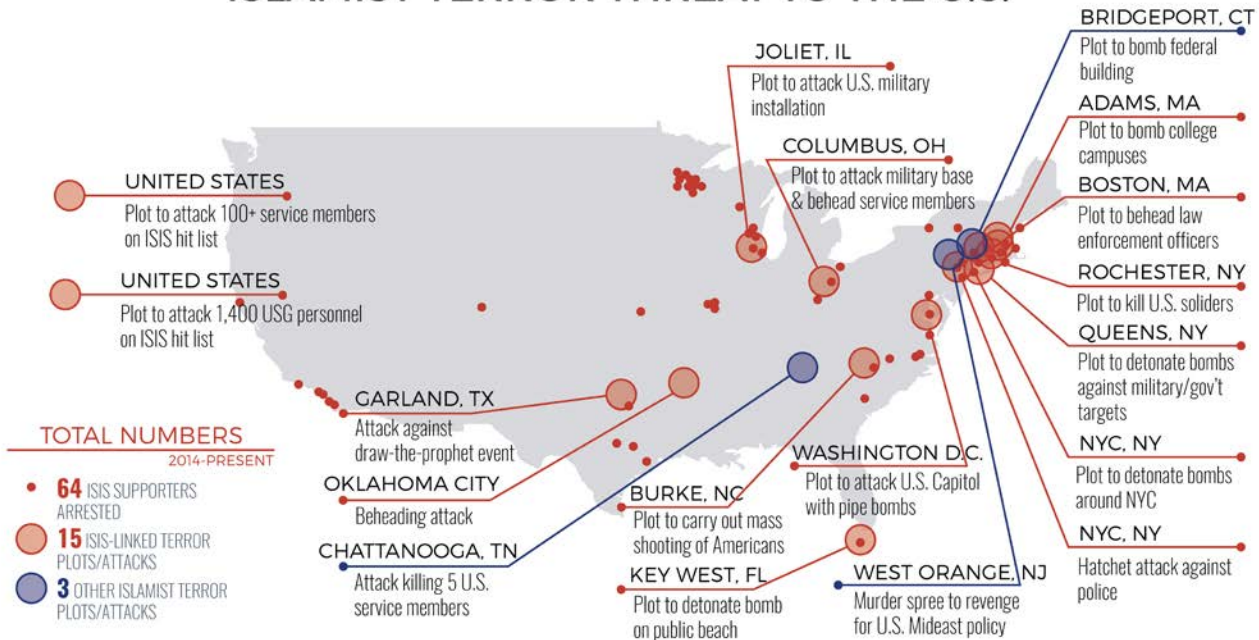 ISLAMIST TERROR THREAT TO THE U.S.
UNITED STATES
Plot to attack 100+ service members
on ISIS hit list
UNITED STATES
Plot to attack 1,400 USG personnel
on ISIS hit list
JOLIET, IL
Plot to attack U.S. military
installation
COLUMBUS, OH
Plot to attack military base
& behead service members
BRIDGEPORT, CT
Plot to bomb federal
building
ADAMS, MA
Plot to bomb college
campuses
BOSTON, MA
Plot to behead law
enforcement officers
ROCHESTER, NY
Plot to kill U.S. soliders
QUEENS, NY
Plot to detonate bombs
against military/gov't
targets
NYC, NY
Plot to detonate bombs
around NYC
NYC, NY
Hatchet attack against
police
GARLAND, TX
Attack against
draw-the-prophet event
OKLAHOMA CITY
Beheading attack
CHATTANOOGA, TN
Attack killing 5 U.S.
service members
BURKE, NC
Plot to carry out mass
shooting of Americans
KEY WEST, FL
Plot to detonate bomb
on public beach
WASHINGTON D.C.
Plot to attack U.S. Capitol
with pipe bombs
WEST ORANGE, NJ
Murder spree to revenge
for U.S. Mideast policy
TOTAL NUMBERS
2014-PRESENT
64 ISIS SUPPORTERS
ARRESTED
15 ISIS-LINKED TERROR
PLOTS/ATTACKS
3 OTHER ISLAMIST TERROR
PLOTS/ATTACKS